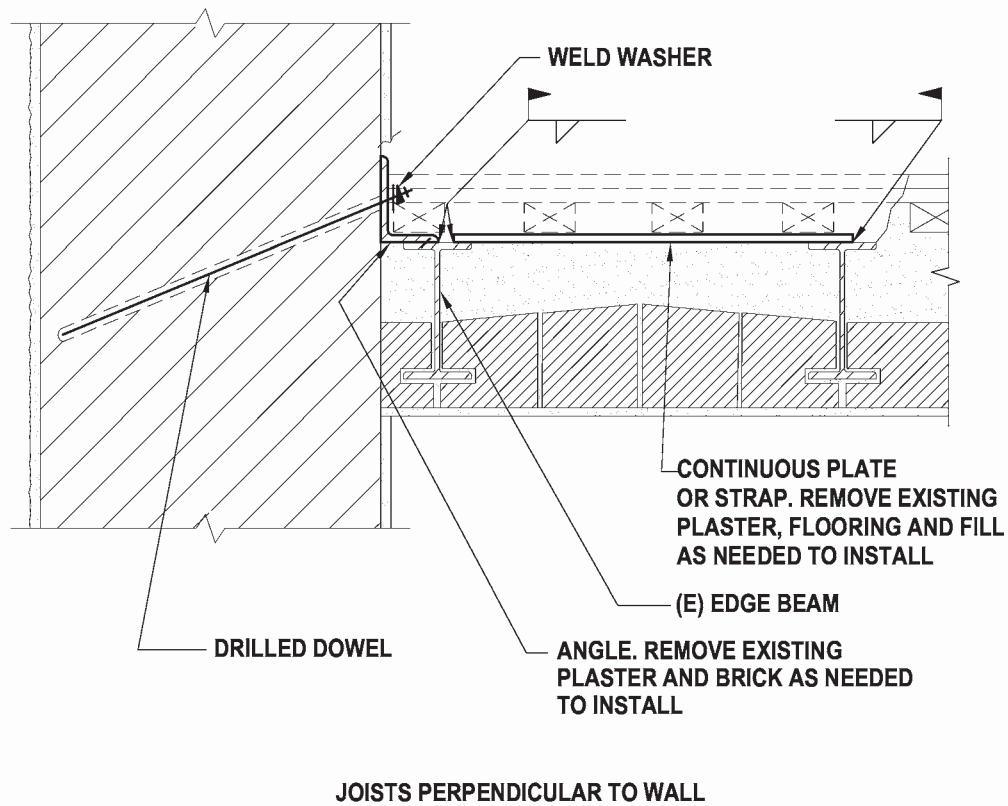 WELD WASHER
CONTINUOUS PLATE
OR STRAP. REMOVE EXISTING
PLASTER, FLOORING AND FILL
AS NEEDED TO INSTALL
(E) EDGE BEAM
DRILLED DOWEL
ANGLE. REMOVE EXISTING
PLASTER AND BRICK AS NEEDED
TO INSTALL
JOISTS PERPENDICULAR TO WALL